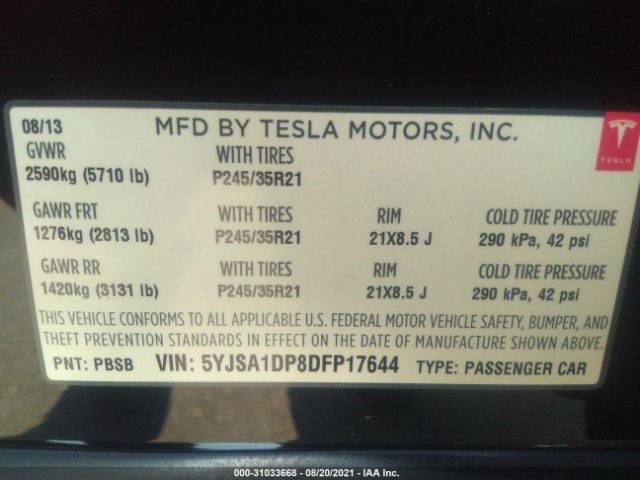 08/13 MFD BY TESLA MOTORS, INC.
TESLA
GVWR WITH TIRES
2590kg (5710 lb) P245/35R21
GAWR FRT WITH TIRES RIM COLD TIRE PRESSURE
1276kg (2813 lb) P245/35R21 21X8.5 J 290 kPa, 42 psi
GAWR RR WITH TIRES RIM COLD TIRE PRESSURE
1420kg (3131 lb) P245/35R21 21X8.5 J 290 kPa, 42 psi
THIS VEHICLE CONFORMS TO ALL APPLICABLE U.S. FEDERAL MOTOR VEHICLE SAFETY, BUMPER, AND
THEFT PREVENTION STANDARDS IN EFFECT ON THE DATE OF MANUFACTURE SHOWN ABOVE.
PNT: PBSB VIN: 5YJSA1DP8DFP17644 TYPE: PASSENGER CAR
000-31033668 - 08/20/2021 - IAA Inc.